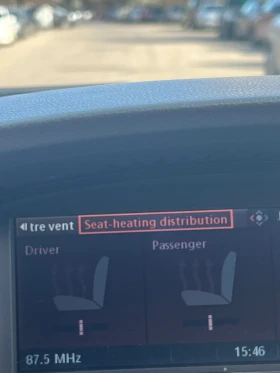 tre vent Seat-heating distribution
Driver Passenger
87.5 MHz 15:46